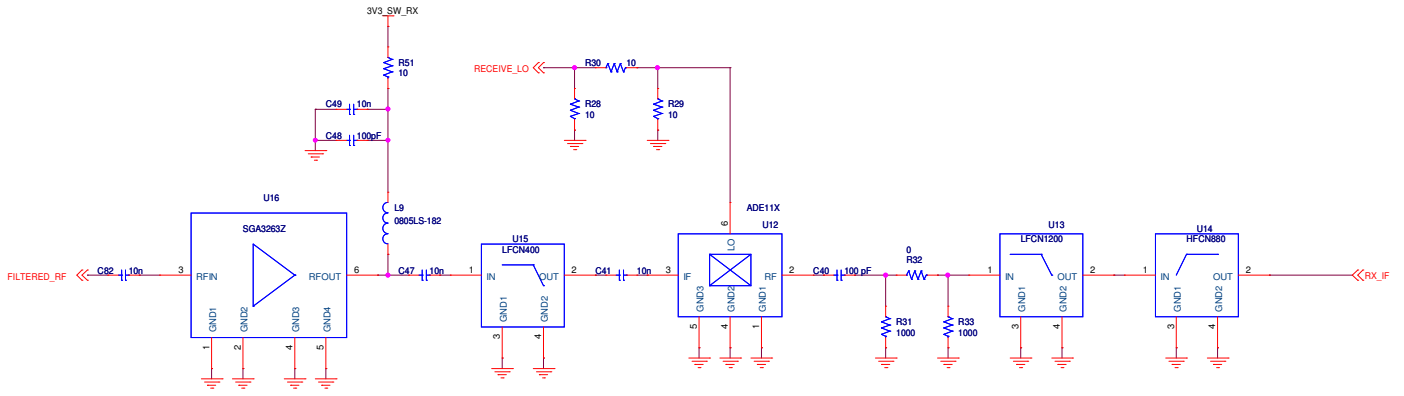 3V3_SW_RX
R51
10
RECEIVE_LO
R30
10
C49
10n
R28
10
R29
10
C48
100pF
U16
SGA3263Z
L9
0805LS-182
ADE11X
U12
6
LO
U15
LFCN400
0
R32
U13
LFCN1200
U14
HFCN880
FILTERED_RF
C82
10n
3
RFIN
RFOUT
6
C47
10n
1
IN
OUT
2
C41
10n
3
IF
RF
2
C40
100 pF
1
IN
OUT
2
1
IN
OUT
2
RX_IF
GND1
GND2
GND3
GND4
1
2
4
5
GND1
GND2
3
4
GND3
GND2
GND1
5
4
1
R31
1000
R33
1000
GND1
GND2
3
4
GND1
GND2
3
4